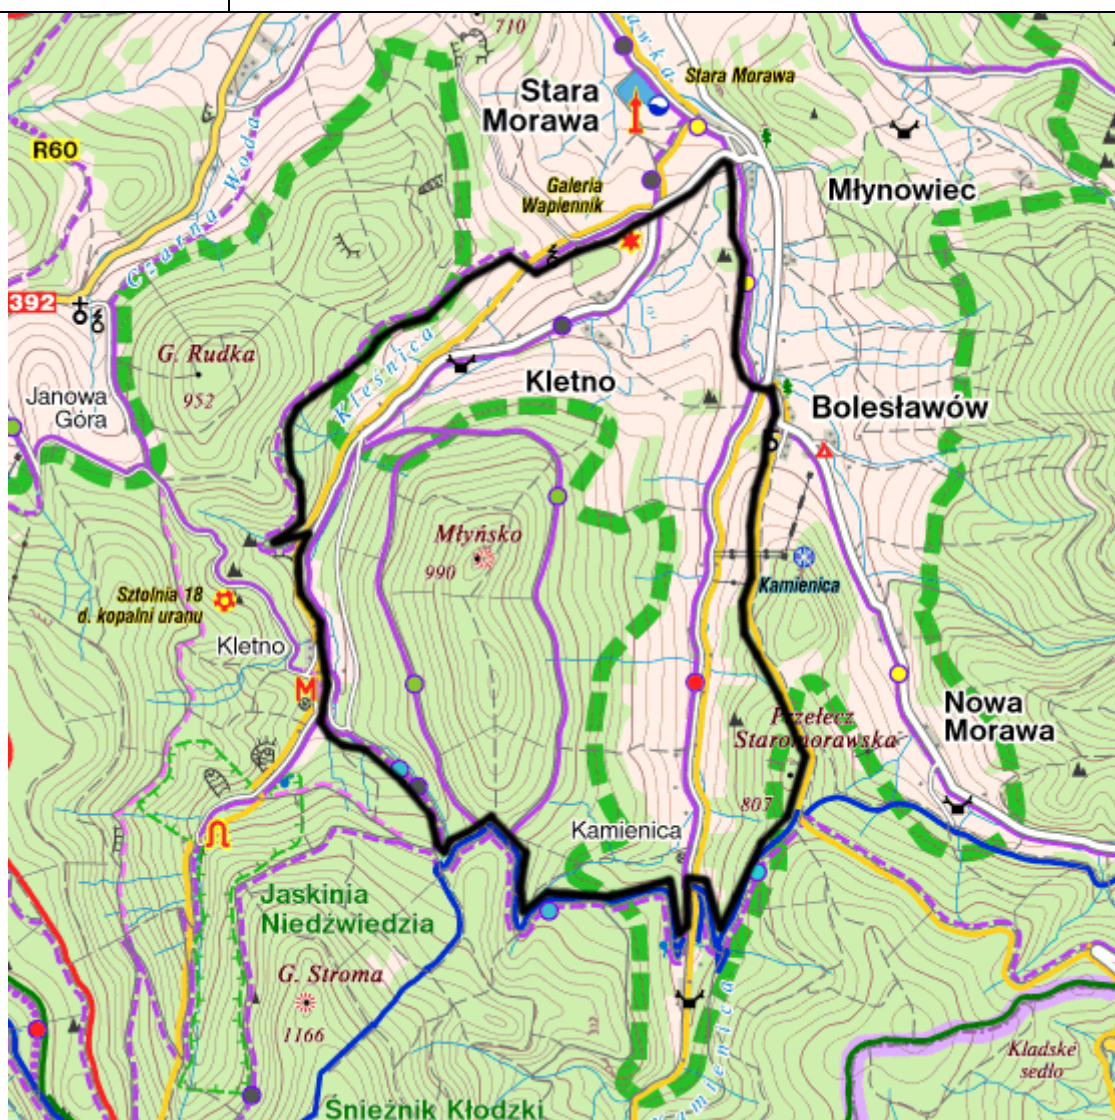 710
awka
Stara Morawa
Stara
Morawa
R60
Młynowiec
Galeria
Wapiennik
Czarna Woda
392
G. Rudka
952
Kleśnica
Kletno
Janowa
Góra
Bolesławów
Młyńsko
990
Sztolnia 18
d. kopalni uranu
Kamienica
Kletno
M
Nowa
Morawa
Przełęcz
Staromorawska
807
Kamienica
Jaskinia
Niedźwiedzia
G. Stroma
1166
Kamienica
Kladské
sedlo
Śnieżnik Kłodzki